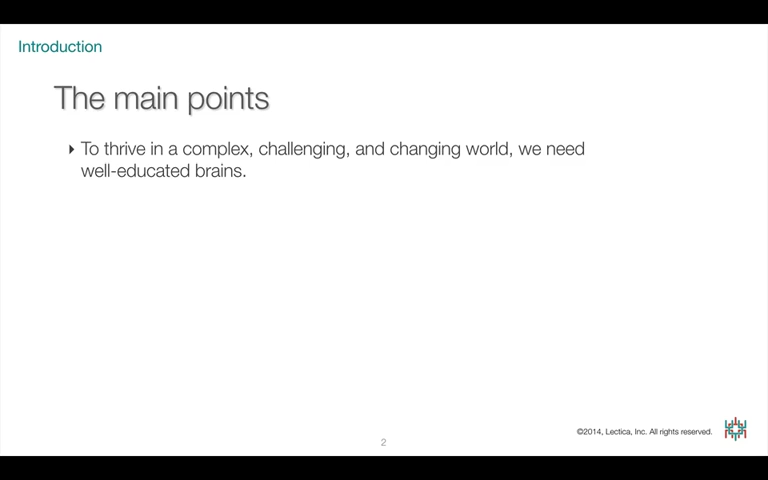 Introduction
The main points
‣ To thrive in a complex, challenging, and changing world, we need
well-educated brains.
©2014, Lectica, Inc. All rights reserved.
2